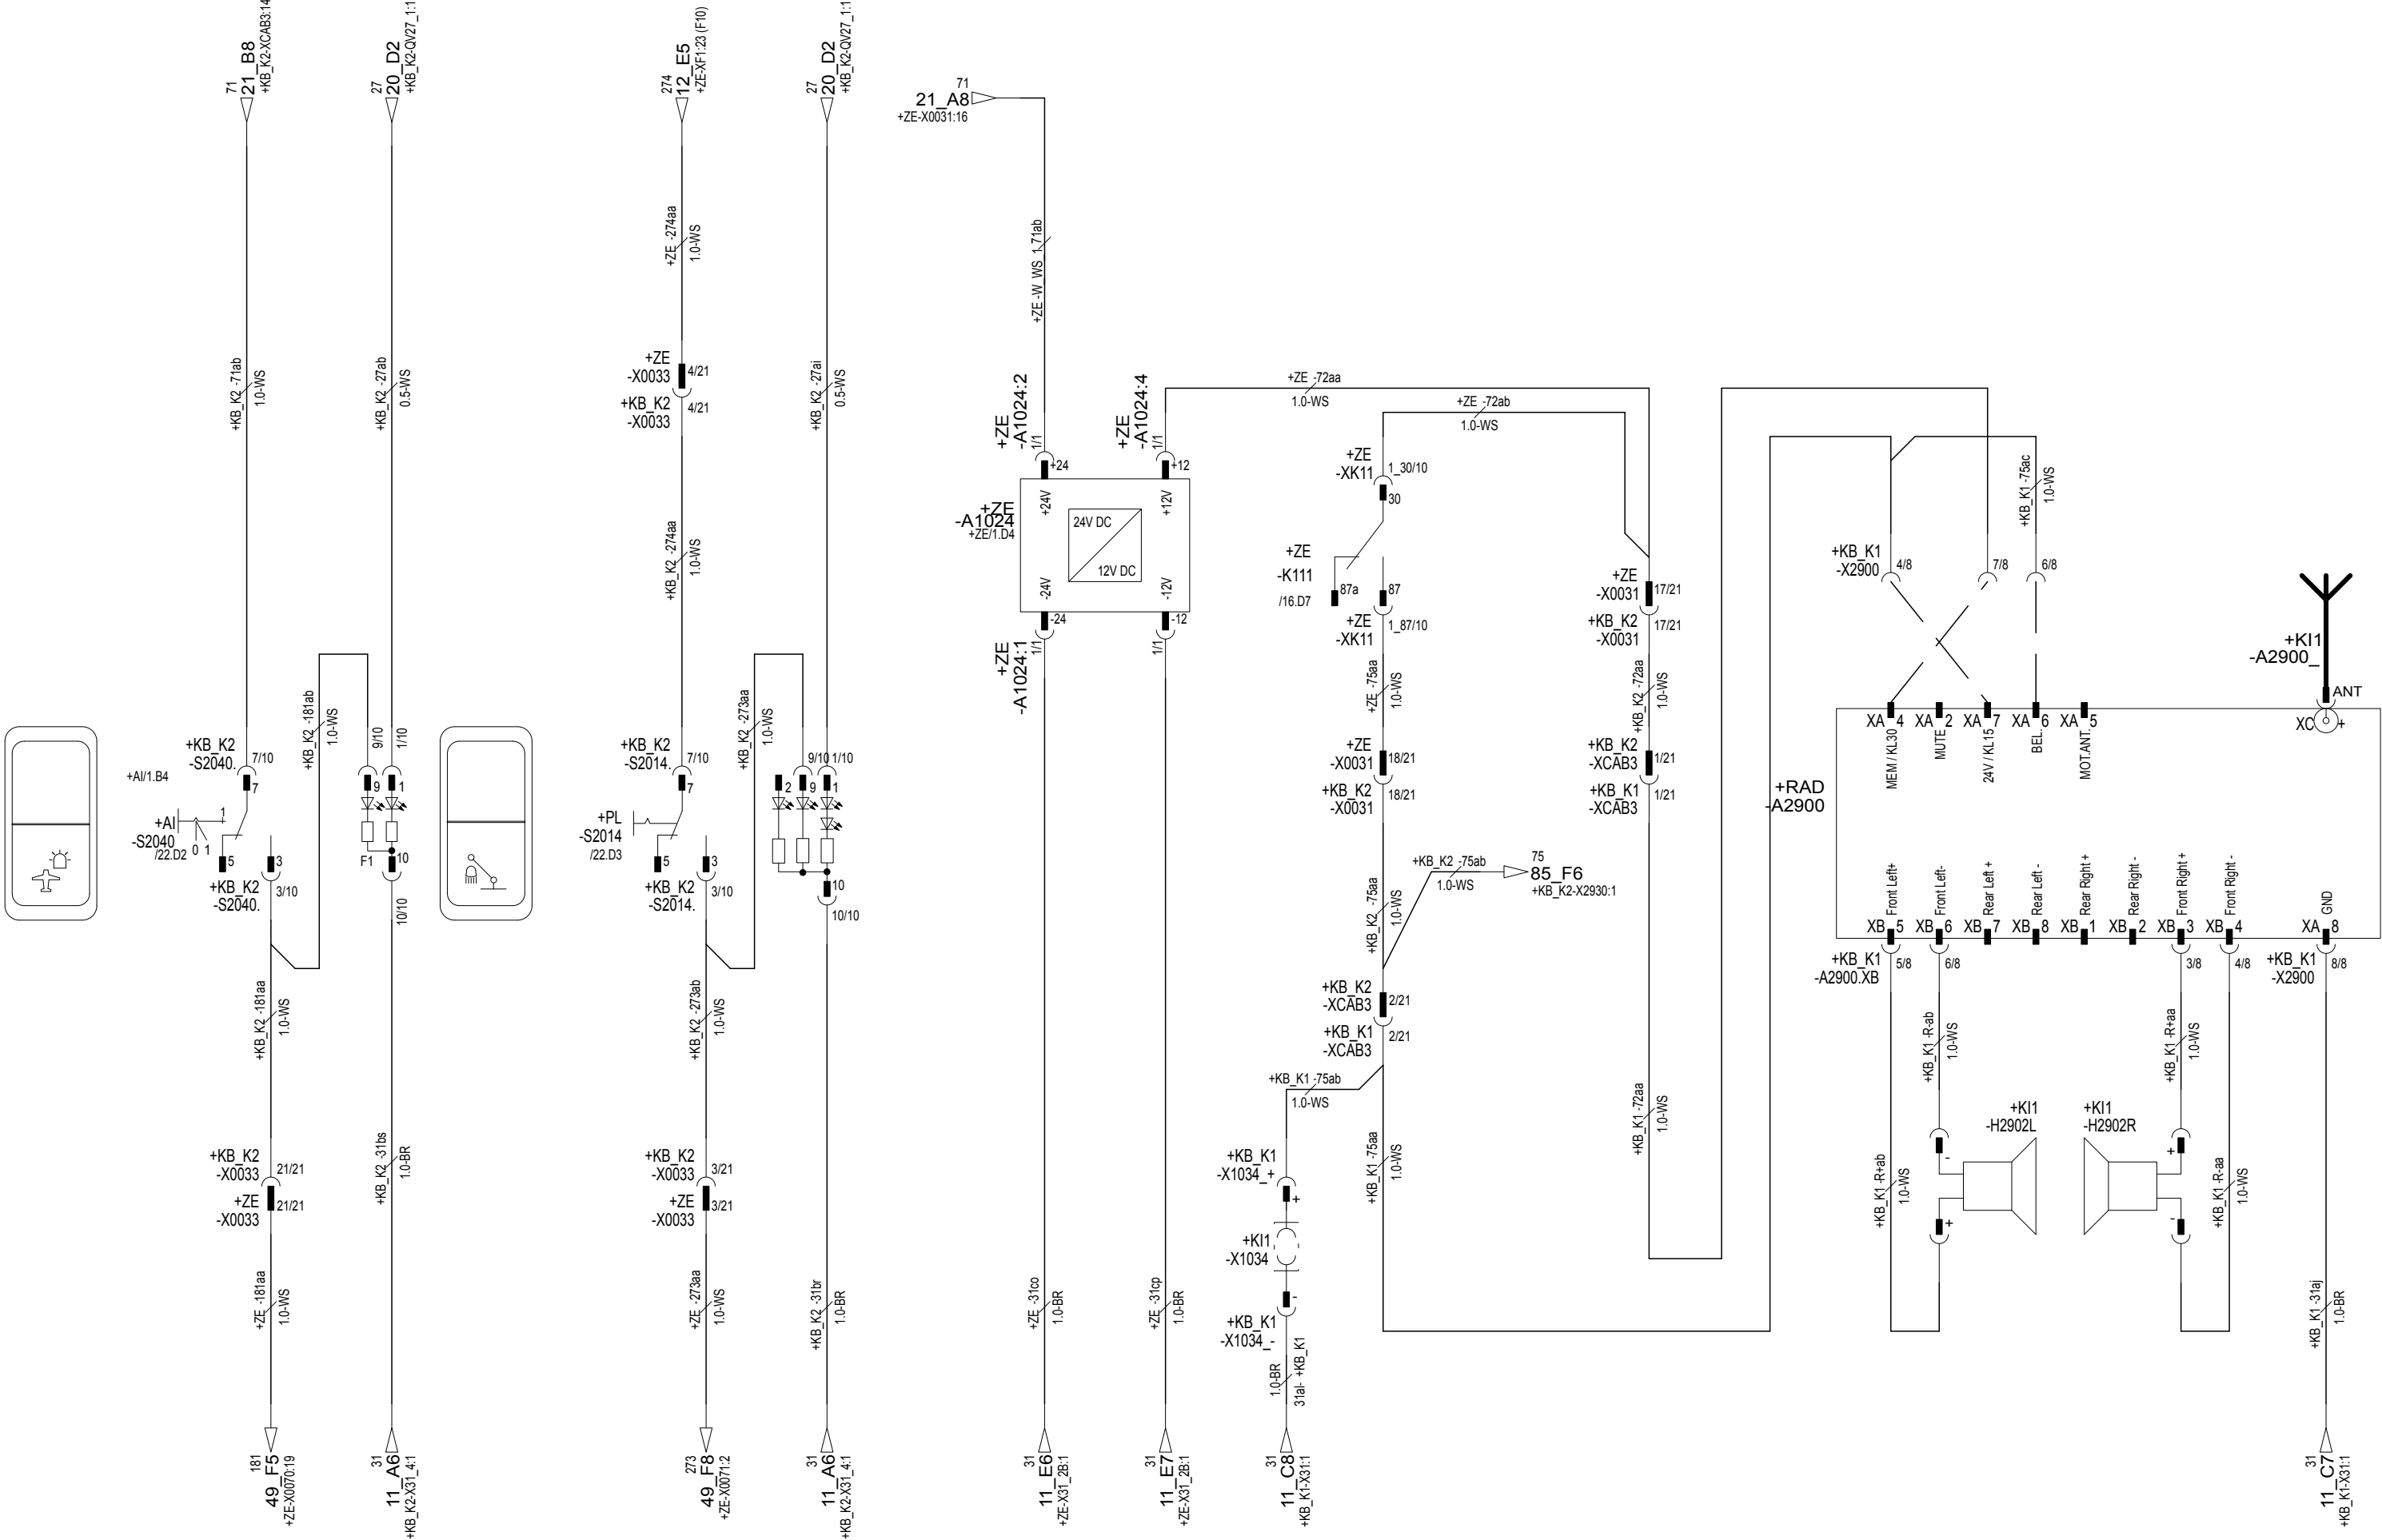 71
21_B8
+KB_K2-XCAB3:14
27
20_D2
+KB_K2-QV27_1:1
274
12_E5
+ZE-XF1:23 (F10)
27
20_D2
+KB_K2-QV27_1:1
71
21_A8
+ZE-X0031:16
+KB_K2 -71ab
1.0-WS
+KB_K2 -27ab
0.5-WS
+ZE -274aa
1.0-WS
+ZE
-X0033
4/21
+KB_K2
-X0033
4/21
+KB_K2 -274aa
1.0-WS
+KB_K2 -27ai
0.5-WS
+ZE -W_WS_1.71ab
+KB_K2
-S2040.
7/10
+AI/1.B4
7
1
+AI
-S2040
/22.D2
0 1
5
3
+KB_K2
-S2040.
3/10
+KB_K2 -181ab
1.0-WS
9/10
1/10
9
1
F1
10
10/10
+KB_K2 -181aa
1.0-WS
+KB_K2
-X0033
21/21
+ZE
-X0033
21/21
+ZE -181aa
1.0-WS
+KB_K2 -31bs
1.0-BR
181
49_F5
+ZE-X0070:19
31
11_A6
+KB_K2-X31_4:1
+KB_K2
-S2014.
7/10
7
+PL
-S2014
/22.D3
5
3
+KB_K2
-S2014.
3/10
+KB_K2 -273aa
1.0-WS
9/10
1/10
2
9
1
10
10/10
+KB_K2 -273ab
1.0-WS
+KB_K2
-X0033
3/21
+ZE
-X0033
3/21
+ZE -273aa
1.0-WS
+KB_K2 -31br
1.0-BR
273
49_F8
+ZE-X0071:2
31
11_A6
+KB_K2-X31_4:1
+ZE
-A1024:2
1/1
+24
+ZE
-A1024:4
1/1
+12
+ZE
-A1024
+ZE/1.D4
+24V
+12V
24V DC
12V DC
-24V
-12V
-24
-12
+ZE
-A1024:1
1/1
1/1
+ZE -31co
1.0-BR
+ZE -31cp
1.0-BR
31
11_E6
+ZE-X31_2B:1
31
11_E7
+ZE-X31_2B:1
+ZE -72aa
1.0-WS
+ZE -72ab
1.0-WS
+ZE
-XK11
1_30/10
30
+ZE
-K111
/16.D7
87a
87
+ZE
-XK11
1_87/10
+ZE -75aa
1.0-WS
+ZE
-X0031
18/21
+KB_K2
-X0031
18/21
+KB_K2 -75aa
1.0-WS
+KB_K2 -75ab
1.0-WS
75
85_F6
+KB_K2-X2930:1
+KB_K2
-XCAB3
2/21
+KB_K1
-XCAB3
2/21
+KB_K1 -75ab
1.0-WS
+KB_K1 -75aa
1.0-WS
+KB_K1
-X1034_+
+
+KI1
-X1034
-
+KB_K1
-X1034_-
1.0-BR
31al- +KB_K1
31
11_C8
+KB_K1-X31:1
+ZE
-X0031
17/21
+KB_K2
-X0031
17/21
+KB_K2 -72aa
1.0-WS
+KB_K2
-XCAB3
1/21
+KB_K1
-XCAB3
1/21
+KB_K1 -72aa
1.0-WS
+KB_K1 -75ac
1.0-WS
+KB_K1
-X2900
4/8
7/8
6/8
+KI1
-A2900_
ANT
XC
+
XA 4
XA 2
XA 7
XA 6
XA 5
MEM / KL30
MUTE
24V / KL15
BEL.
MOT.ANT.
+RAD
-A2900
Front Left+
Front Left-
Rear Left +
Rear Left -
Rear Right +
Rear Right -
Front Right +
Front Right -
GND
XB 5
XB 6
XB 7
XB 8
XB 1
XB 2
XB 3
XB 4
XA 8
+KB_K1
-A2900.XB
5/8
6/8
3/8
4/8
+KB_K1
-X2900
8/8
+KB_K1 -R-ab
1.0-WS
+KB_K1 -R+aa
1.0-WS
+KI1
-H2902L
+KI1
-H2902R
-
+
+
-
+KB_K1 -R+ab
1.0-WS
+KB_K1 -R-aa
1.0-WS
+KB_K1 -31aj
1.0-BR
31
11_C7
+KB_K1-X31:1